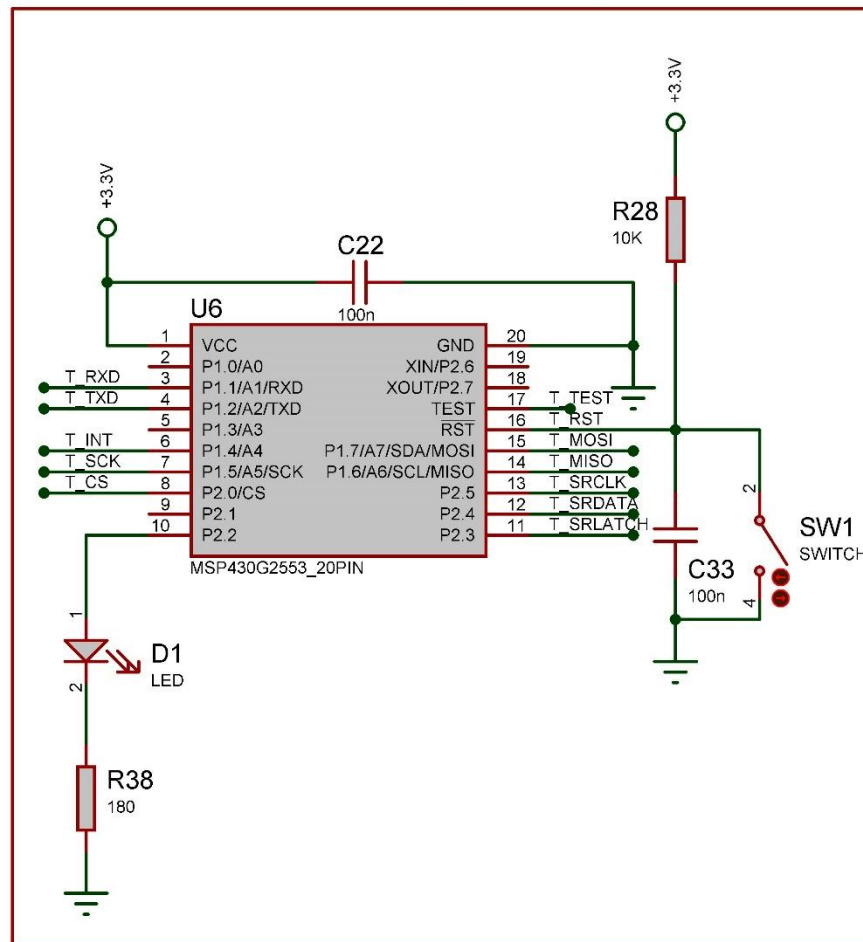 +3.3V
+3.3V
R28
10K
C22
100n
U6
1 VCC
2 P1.0/A0
T_RXD 3 P1.1/A1/RXD
T_TXD 4 P1.2/A2/TXD
5 P1.3/A3
T_INT 6 P1.4/A4
T_SCK 7 P1.5/A5/SCK
T_CS 8 P2.0/CS
9 P2.1
10 P2.2
GND 20
XIN/P2.6 19
XOUT/P2.7 18
TEST 17 T_TEST
RST 16 T_RST
P1.7/A7/SDA/MOSI 15 T_MOSI
P1.6/A6/SCL/MISO 14 T_MISO
P2.5 13 T_SRCLK
P2.4 12 T_SRDATA
P2.3 11 T_SRLATCH
MSP430G2553_20PIN
2
SW1
SWITCH
4
C33
100n
1
D1
LED
2
R38
180